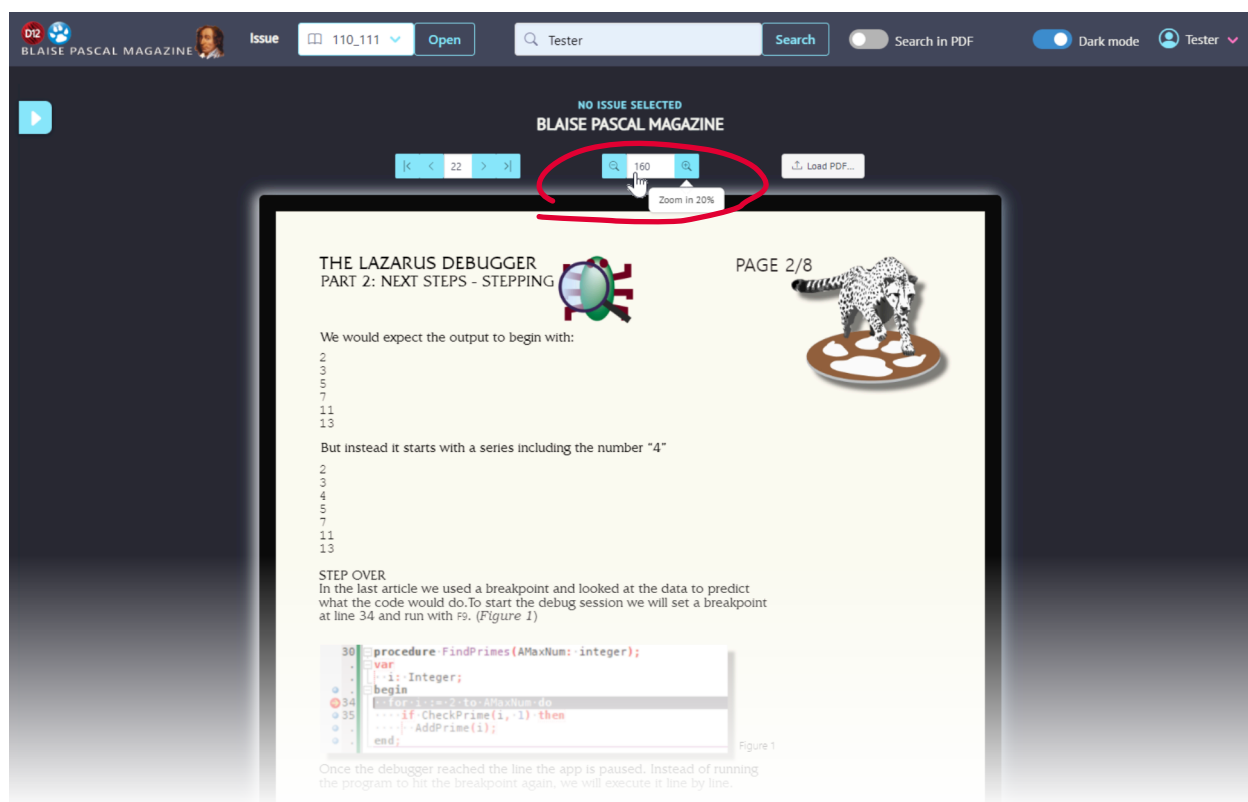 D12
BLAISE PASCAL MAGAZINE
Issue
110_111
Open
Tester
Search
Search in PDF
Dark mode
Tester
NO ISSUE SELECTED
BLAISE PASCAL MAGAZINE
22
160
Load PDF...
Zoom in 20%
THE LAZARUS DEBUGGER
PART 2: NEXT STEPS - STEPPING
PAGE 2/8
We would expect the output to begin with:
2
3
5
7
11
13
But instead it starts with a series including the number “4”
2
3
4
5
7
11
13
STEP OVER
In the last article we used a breakpoint and looked at the data to predict
what the code would do.To start the debug session we will set a breakpoint
at line 34 and run with F9. (Figure 1)
30 procedure FindPrimes(AMaxNum: integer);
. var
. i: Integer;
. begin
34 for i := 2 to AMaxNum do
35 if CheckPrime(i, 1) then
. AddPrime(i);
. end;
Figure 1
Once the debugger reached the line the app is paused. Instead of running
the program to hit the breakpoint again, we will execute it line by line.